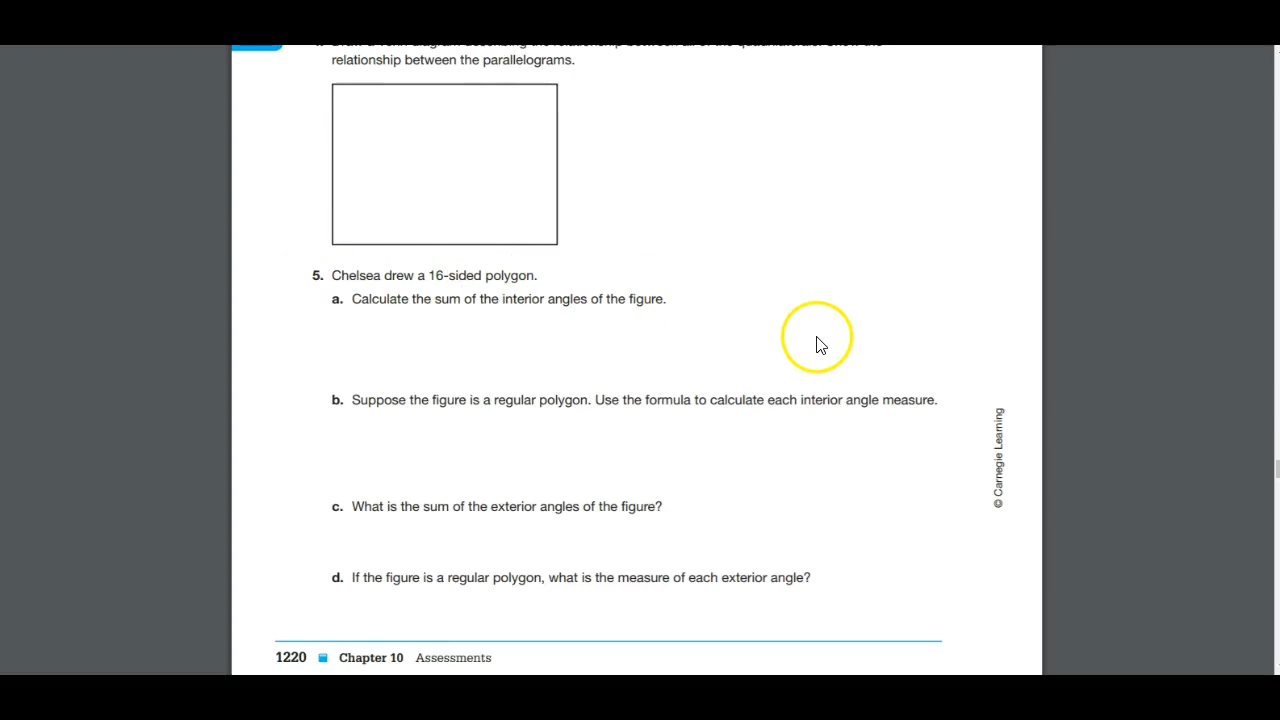 relationship between the parallelograms.
5. Chelsea drew a 16-sided polygon.
a. Calculate the sum of the interior angles of the figure.
b. Suppose the figure is a regular polygon. Use the formula to calculate each interior angle measure.
© Carnegie Learning
c. What is the sum of the exterior angles of the figure?
d. If the figure is a regular polygon, what is the measure of each exterior angle?
1220 Chapter 10 Assessments